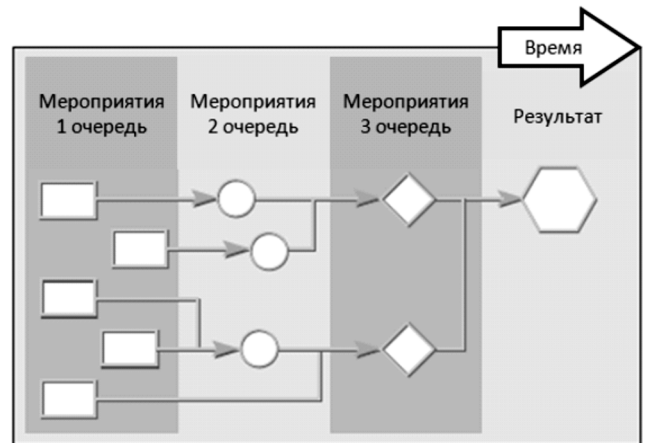 Время
Мероприятия
1 очередь
Мероприятия
2 очередь
Мероприятия
3 очередь
Результат